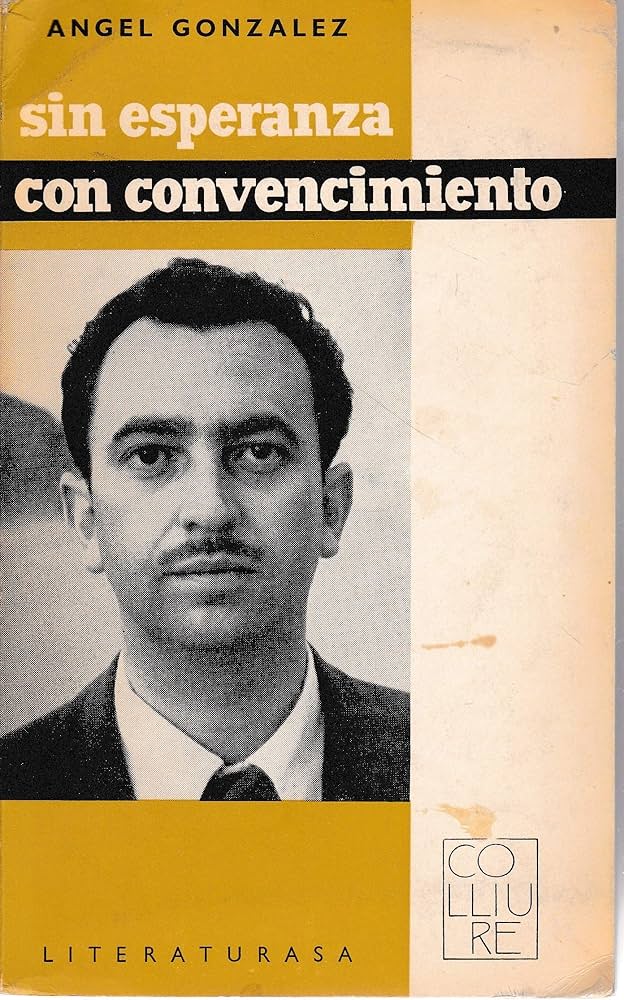 ANGEL GONZALEZ
sin esperanza
con convencimiento
CO
LLIU
RE
LITERATURASA